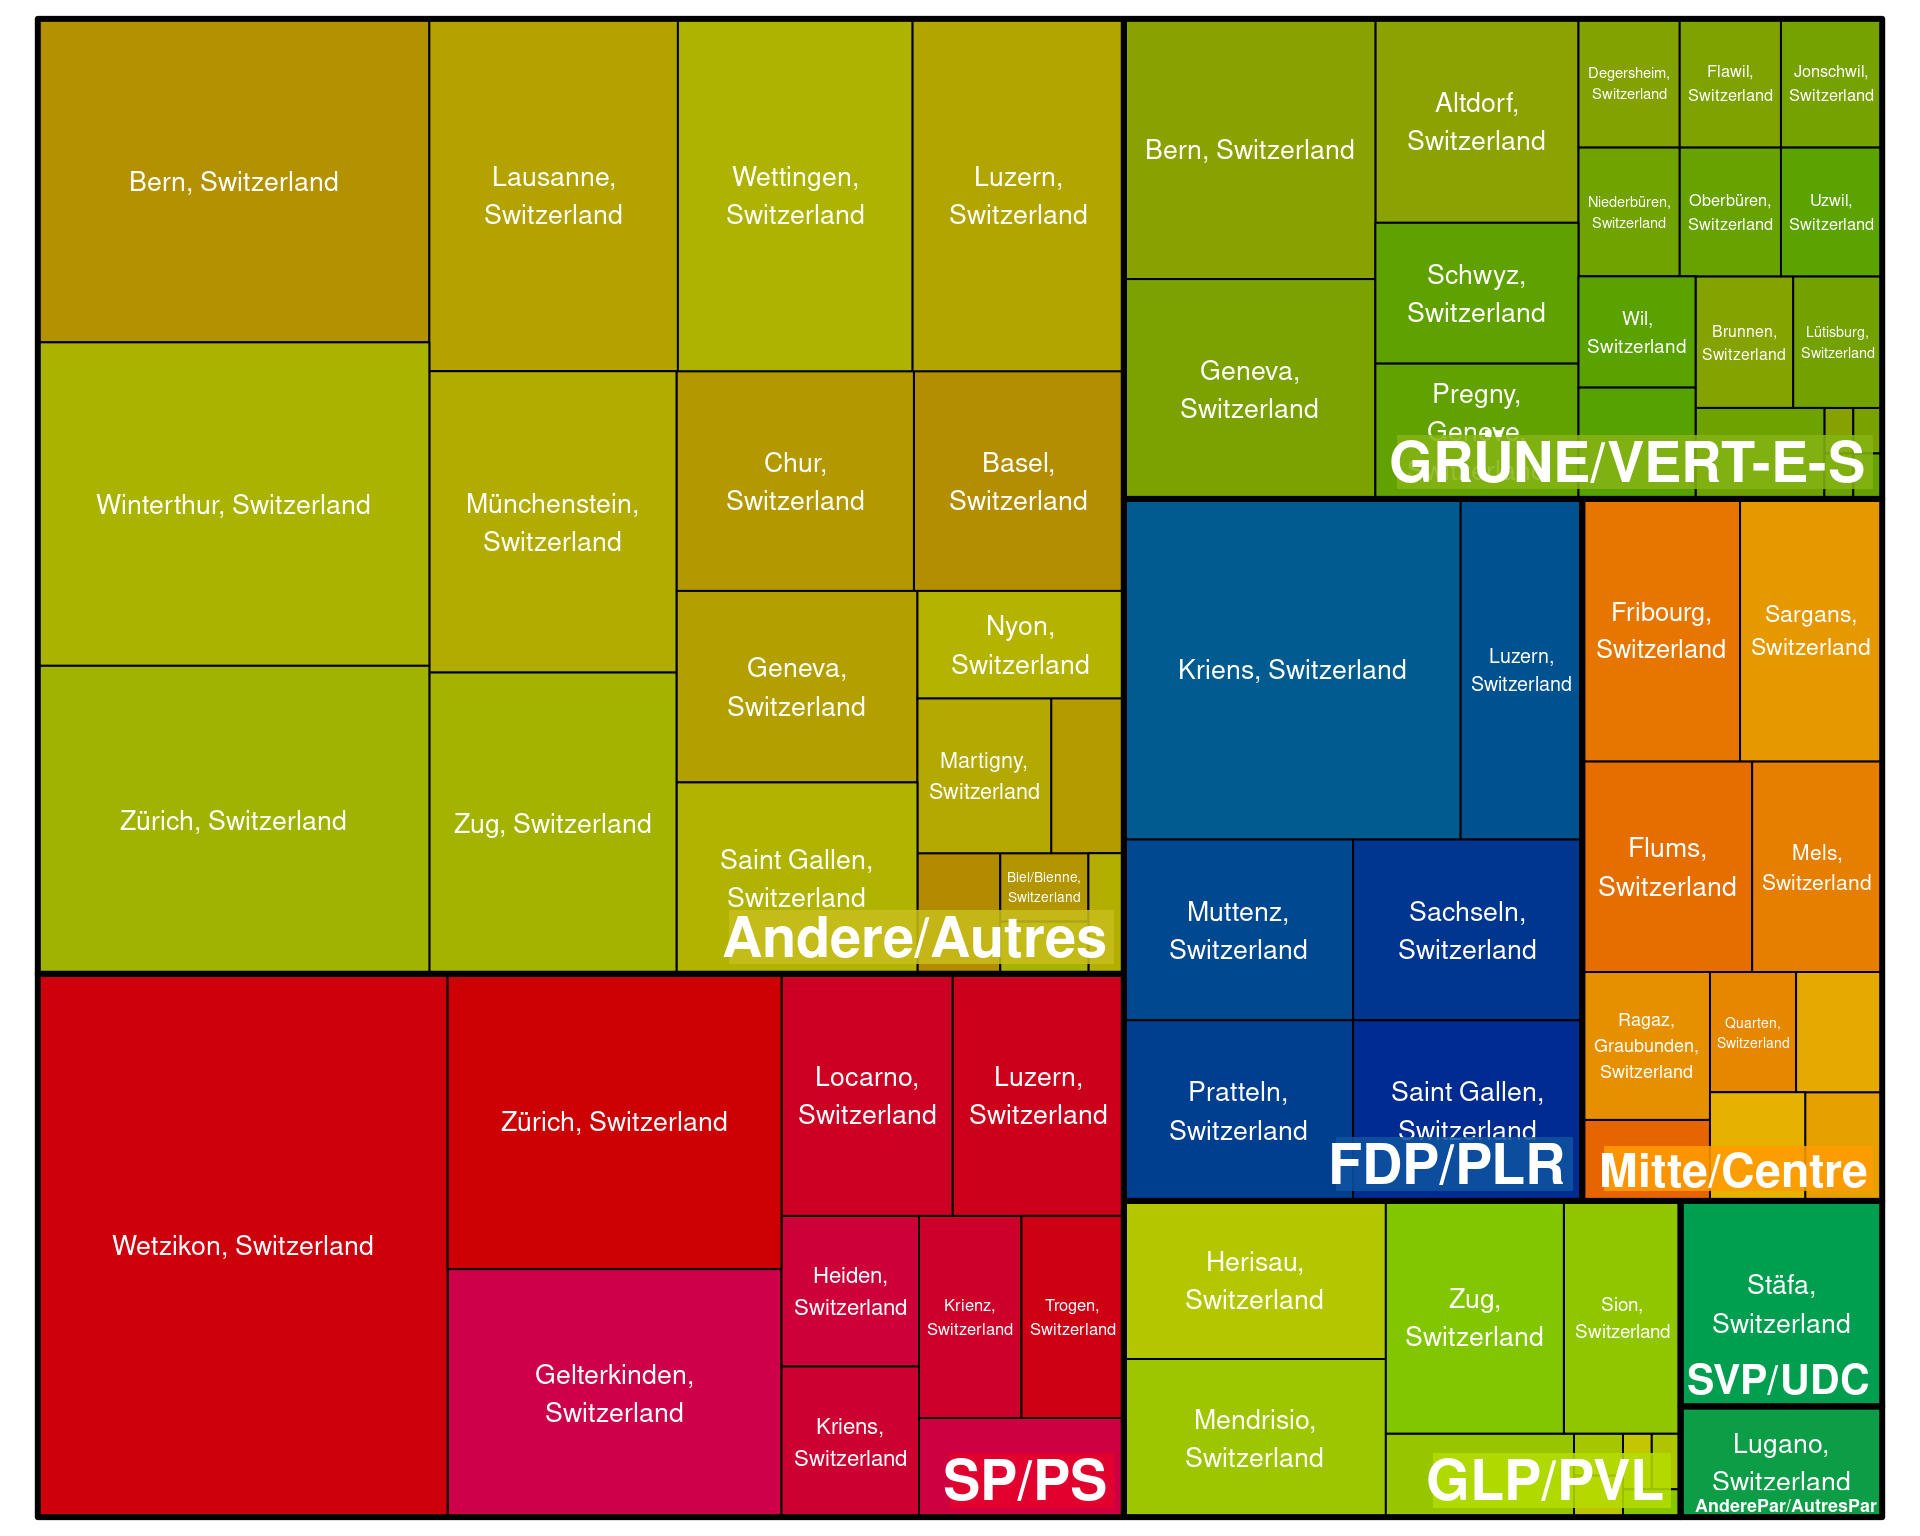 Bern, Switzerland
Lausanne,
Switzerland
Wettingen,
Switzerland
Luzern,
Switzerland
Winterthur, Switzerland
Münchenstein,
Switzerland
Chur,
Switzerland
Basel,
Switzerland
Geneva,
Switzerland
Nyon,
Switzerland
Martigny,
Switzerland
Zürich, Switzerland
Zug, Switzerland
Saint Gallen,
Switzerland
Biel/Bienne,
Switzerland
Andere/Autres
Wetzikon, Switzerland
Zürich, Switzerland
Gelterkinden,
Switzerland
Locarno,
Switzerland
Luzern,
Switzerland
Heiden,
Switzerland
Krienz,
Switzerland
Trogen,
Switzerland
Kriens,
Switzerland
SP/PS
Bern, Switzerland
Geneva,
Switzerland
Altdorf,
Switzerland
Schwyz,
Switzerland
Pregny,
Geneve,
Degersheim,
Switzerland
Flawil,
Switzerland
Jonschwil,
Switzerland
Niederbüren,
Switzerland
Oberbüren,
Switzerland
Uzwil,
Switzerland
Wil,
Switzerland
Brunnen,
Switzerland
Lütisburg,
Switzerland
GRÜNE/VERT-E-S
Kriens, Switzerland
Luzern,
Switzerland
Muttenz,
Switzerland
Sachseln,
Switzerland
Pratteln,
Switzerland
Saint Gallen,
Switzerland
FDP/PLR
Fribourg,
Switzerland
Sargans,
Switzerland
Flums,
Switzerland
Mels,
Switzerland
Ragaz,
Graubunden,
Switzerland
Quarten,
Switzerland
Mitte/Centre
Herisau,
Switzerland
Mendrisio,
Switzerland
Zug,
Switzerland
Sion,
Switzerland
GLP/PVL
Stäfa,
Switzerland
SVP/UDC
Lugano,
Switzerland
AnderePar/AutresPar